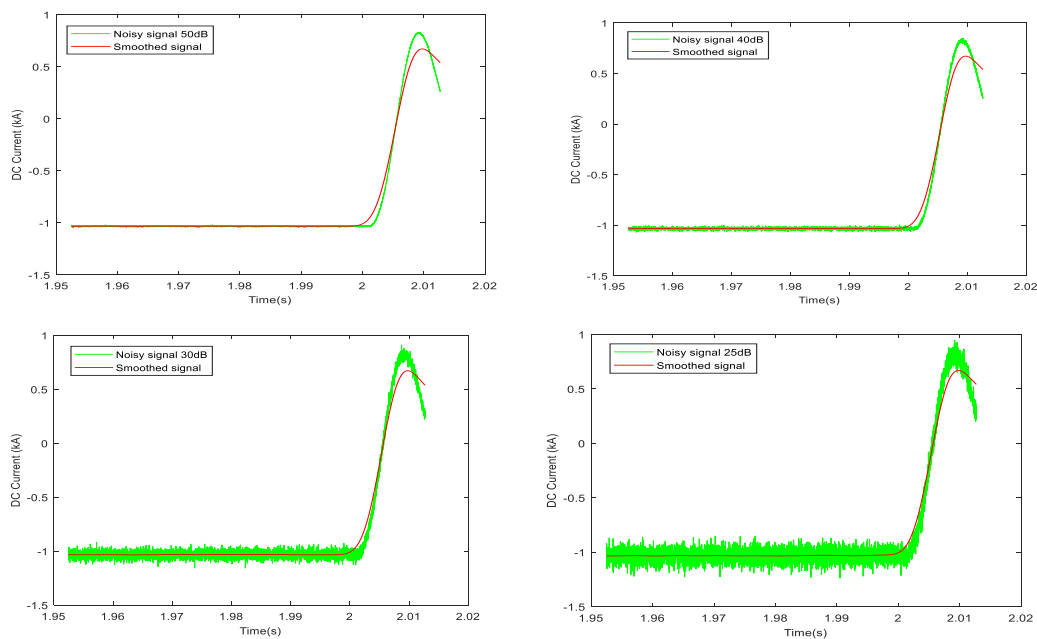 Noisy signal 50dB
Smoothed signal
1
0.5
0
-0.5
-1
-1.5
DC Current (kA)
1.95 1.96 1.97 1.98 1.99 2 2.01 2.02
Time(s)
Noisy signal 40dB
Smoothed signal
1
0.5
0
-0.5
-1
-1.5
DC Current (kA)
1.95 1.96 1.97 1.98 1.99 2 2.01 2.02
Time(s)
Noisy signal 30dB
Smoothed signal
1
0.5
0
-0.5
-1
-1.5
DC Current (kA)
1.95 1.96 1.97 1.98 1.99 2 2.01 2.02
Time(s)
Noisy signal 25dB
Smoothed signal
1
0.5
0
-0.5
-1
-1.5
DC Current (kA)
1.95 1.96 1.97 1.98 1.99 2 2.01 2.02
Time(s)